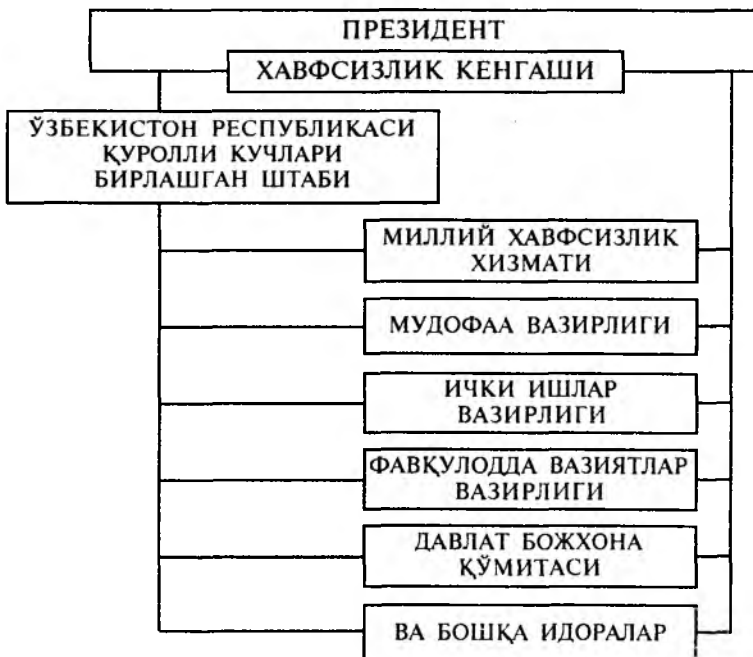 ПРЕЗИДЕНТ
ХАВФСИЗЛИК КЕНГАШИ
ЎЗБЕКИСТОН РЕСПУБЛИКАСИ
ҚУРОЛЛИ КУЧЛАРИ
БИРЛАШГАН ШТАБИ
МИЛЛИЙ ХАВФСИЗЛИК
ХИЗМАТИ
МУДОФАА ВАЗИРЛИГИ
ИЧКИ ИШЛАР
ВАЗИРЛИГИ
ФАВҚУЛОДДА ВАЗИЯТЛАР
ВАЗИРЛИГИ
ДАВЛАТ БОЖХОНА
ҚЎМИТАСИ
ВА БОШҚА ИДОРАЛАР